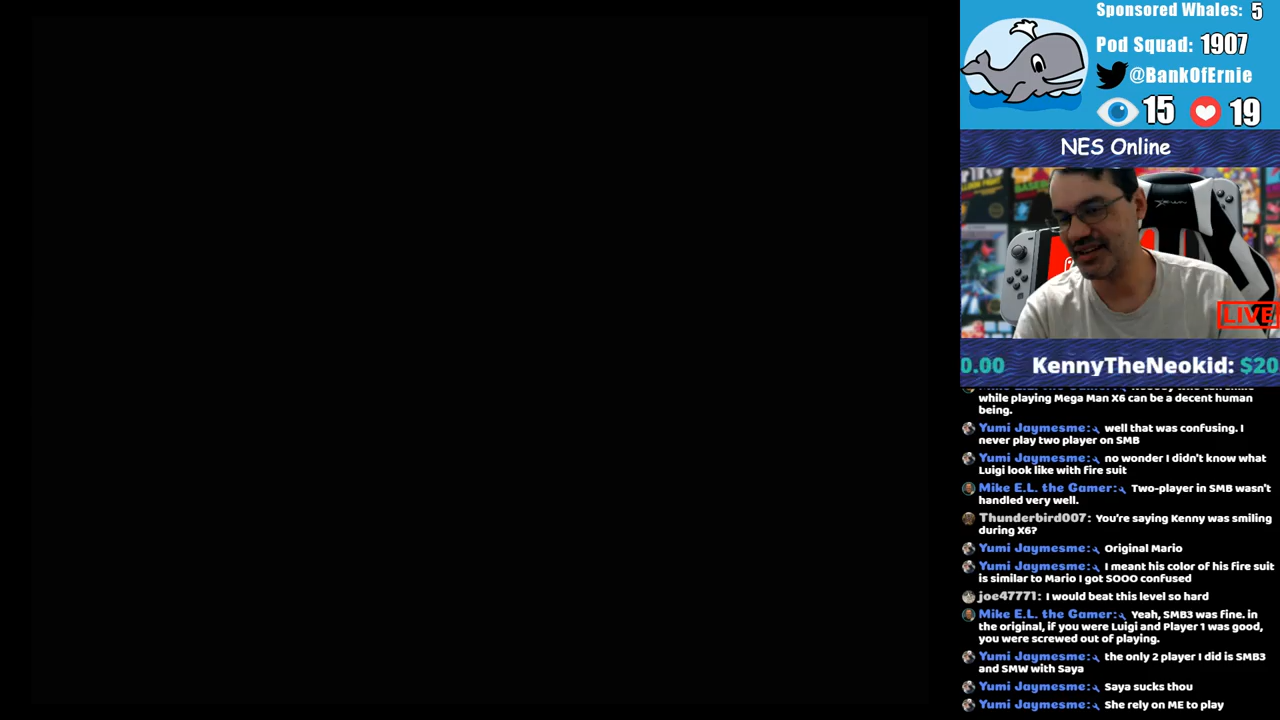 Sponsored Whales: 5
Pod Squad: 1907
@BankOfErnie
15 19
NES Online
LIVE
0.00 KennyTheNeokid: $20
while playing Mega Man X6 can be a decent human
being.
Yumi Jaymesme: well that was confusing. I
never play two player on SMB
Yumi Jaymesme: no wonder I didn't know what
Luigi look like with fire suit
Mike E.L. the Gamer: Two-player in SMB wasn't
handled very well.
Thunderbird007: You're saying Kenny was smiling
during X6?
Yumi Jaymesme: Original Mario
Yumi Jaymesme: I meant his color of his fire suit
is similar to Mario I got SOOO confused
joe47771: I would beat this level so hard
Mike E.L. the Gamer: Yeah, SMB3 was fine. in
the original, if you were Luigi and Player 1 was good,
you were screwed out of playing.
Yumi Jaymesme: the only 2 player I did is SMB3
and SMW with Saya
Yumi Jaymesme: Saya sucks thou
Yumi Jaymesme: She rely on ME to play